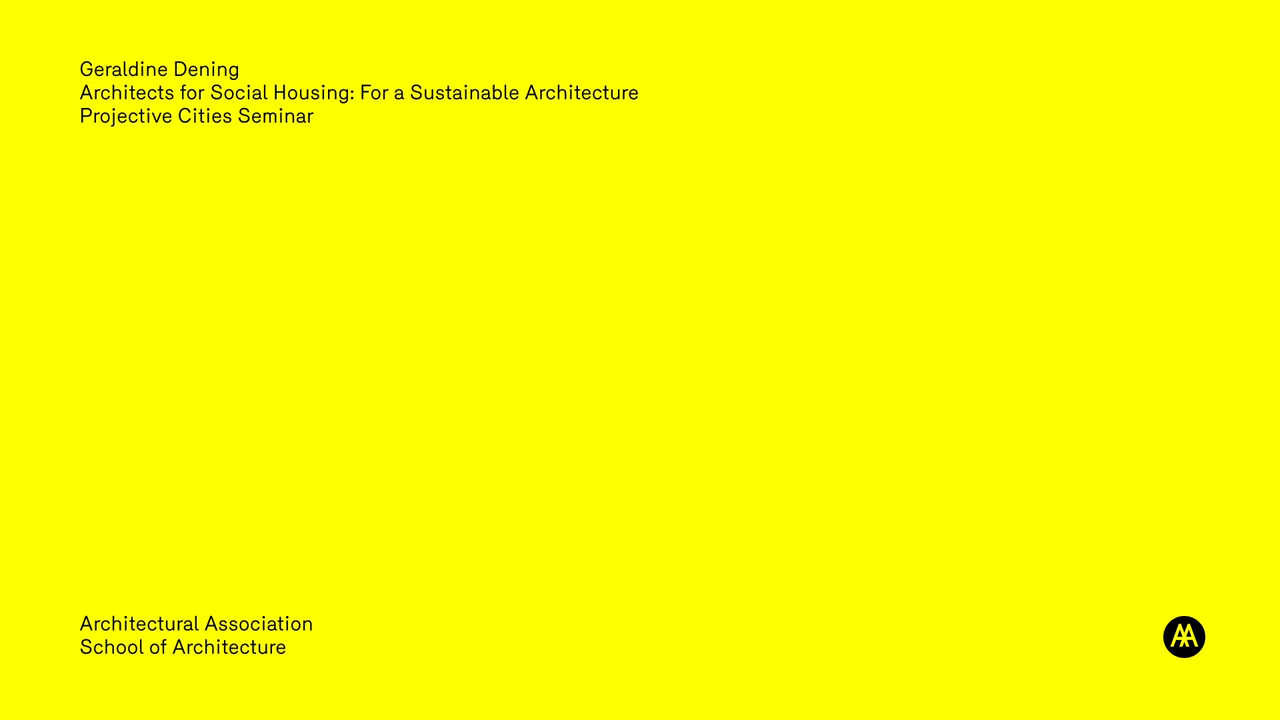 Geraldine Dening
Architects for Social Housing: For a Sustainable Architecture
Projective Cities Seminar
Architectural Association
School of Architecture
AA